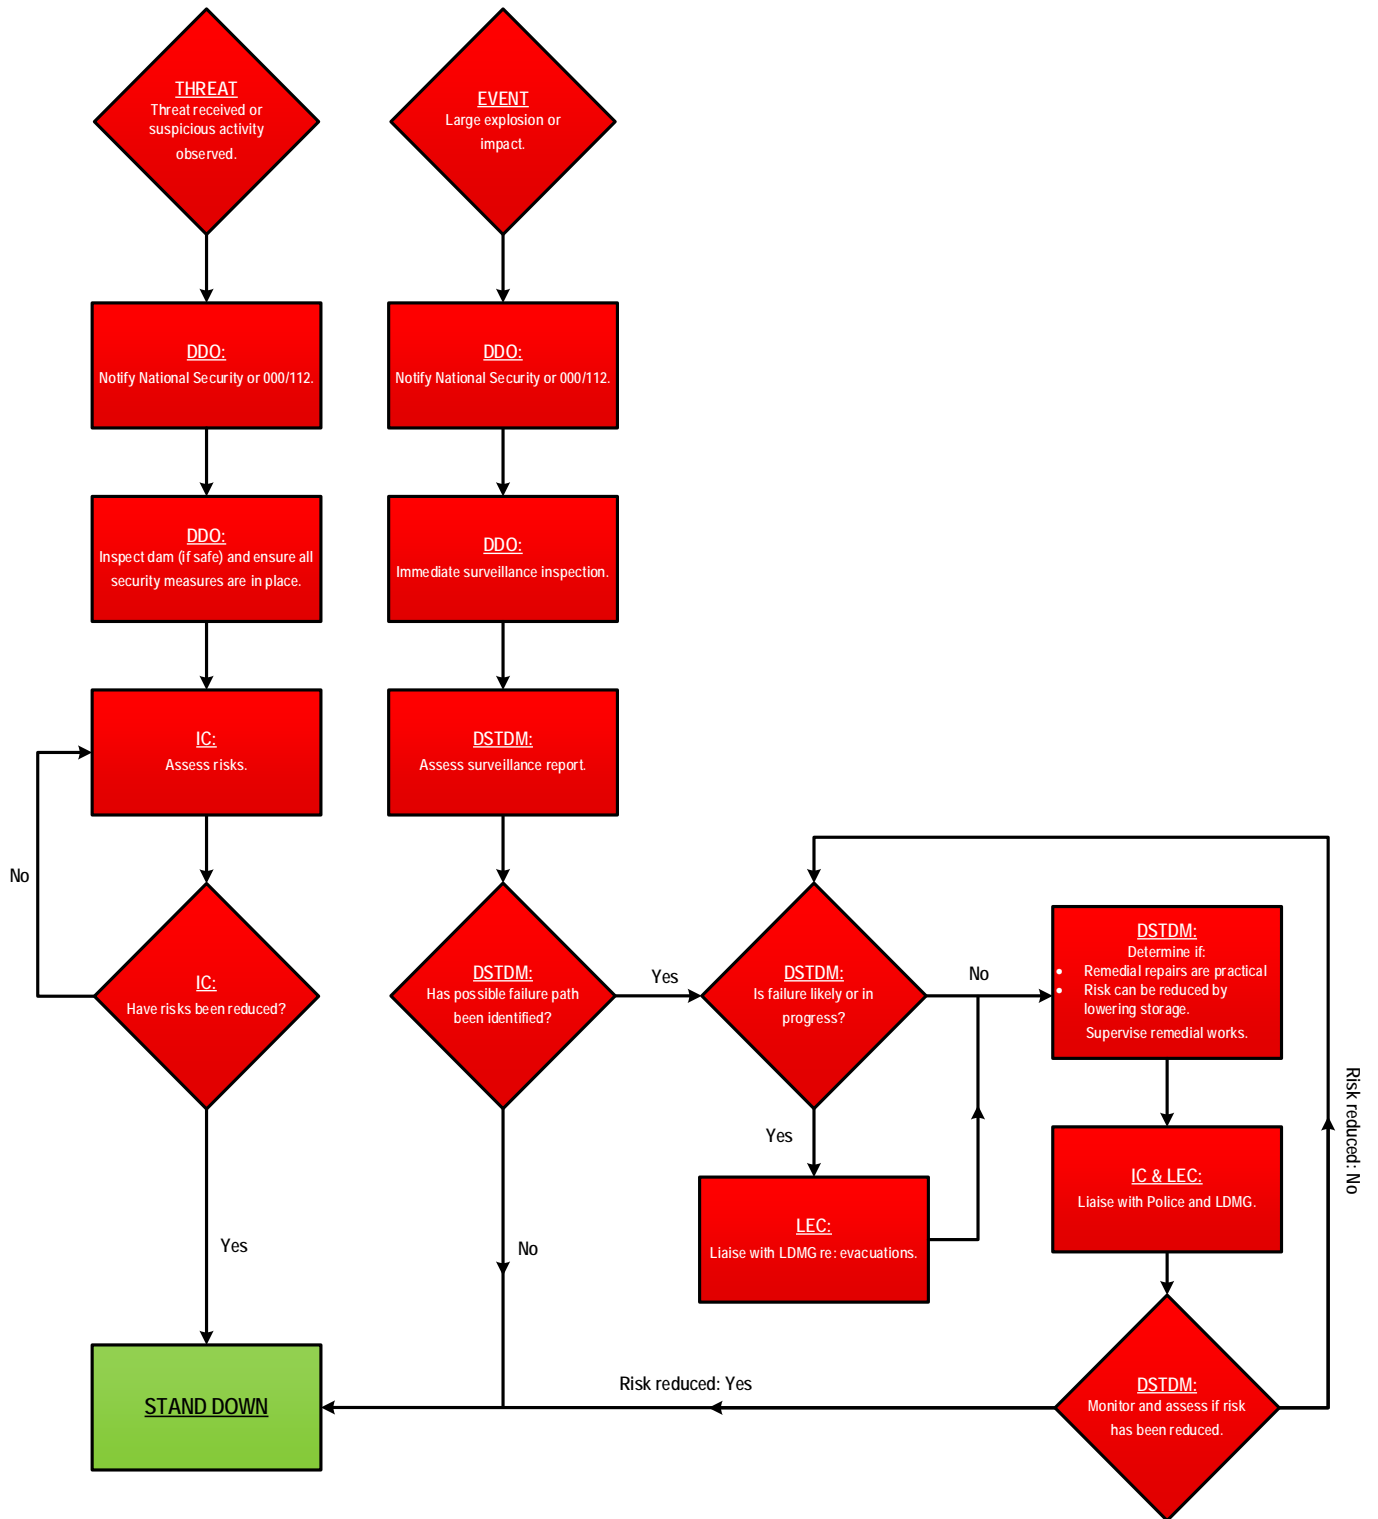 THREAT
Threat received or
suspicious activity
observed.
EVENT
Large explosion or
impact.
DDO:
Notify National Security or 000/112.
DDO:
Notify National Security or 000/112.
DDO:
Inspect dam (if safe) and ensure all
security measures are in place.
DDO:
Immediate surveillance inspection.
IC:
Assess risks.
DSTDM:
Assess surveillance report.
No
IC:
Have risks been reduced?
DSTDM:
Has possible failure path
been identified?
Yes
DSTDM:
Is failure likely or in
progress?
No
DSTDM:
Determine if:
• Remedial repairs are practical
• Risk can be reduced by
lowering storage.
Supervise remedial works.
Yes
Risk reduced: No
IC & LEC:
Liaise with Police and LDMG.
LEC:
Liaise with LDMG re: evacuations.
Yes
No
STAND DOWN
Risk reduced: Yes
DSTDM:
Monitor and assess if risk
has been reduced.